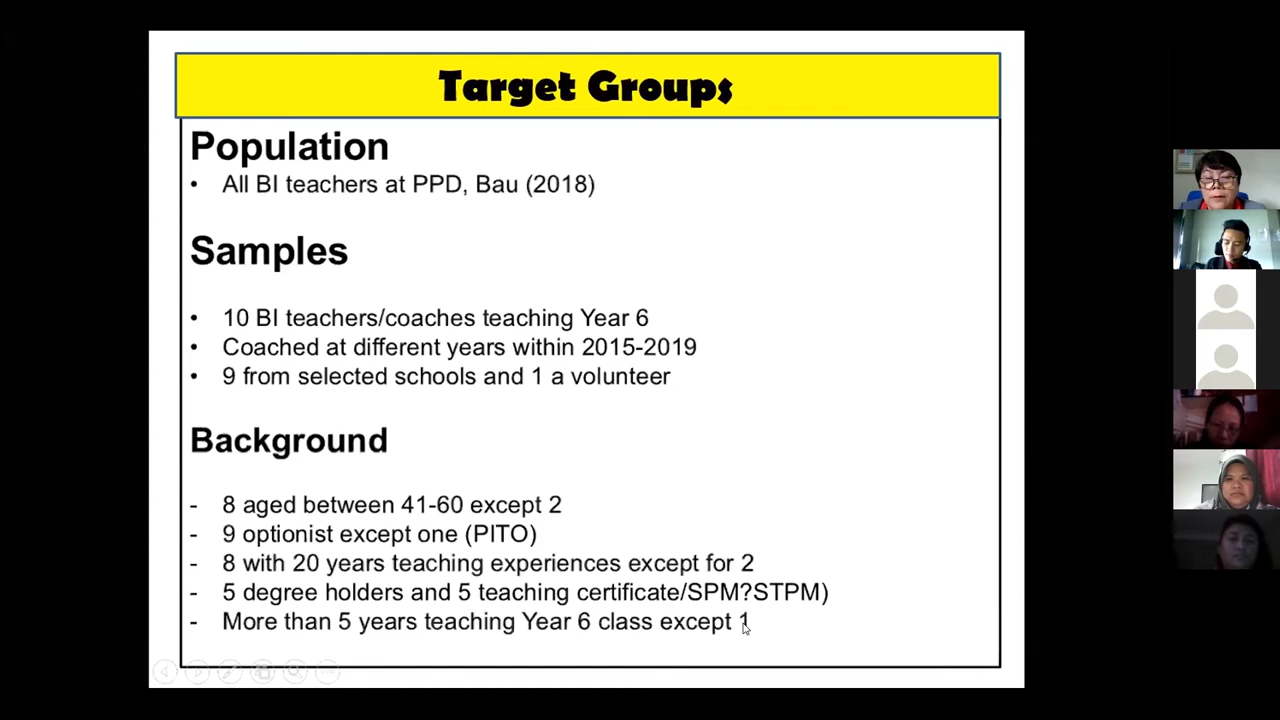 Target Groups
Population
• All BI teachers at PPD, Bau (2018)
Samples
• 10 BI teachers/coaches teaching Year 6
• Coached at different years within 2015-2019
• 9 from selected schools and 1 a volunteer
Background
- 8 aged between 41-60 except 2
- 9 optionist except one (PITO)
- 8 with 20 years teaching experiences except for 2
- 5 degree holders and 5 teaching certificate/SPM?STPM)
- More than 5 years teaching Year 6 class except 1